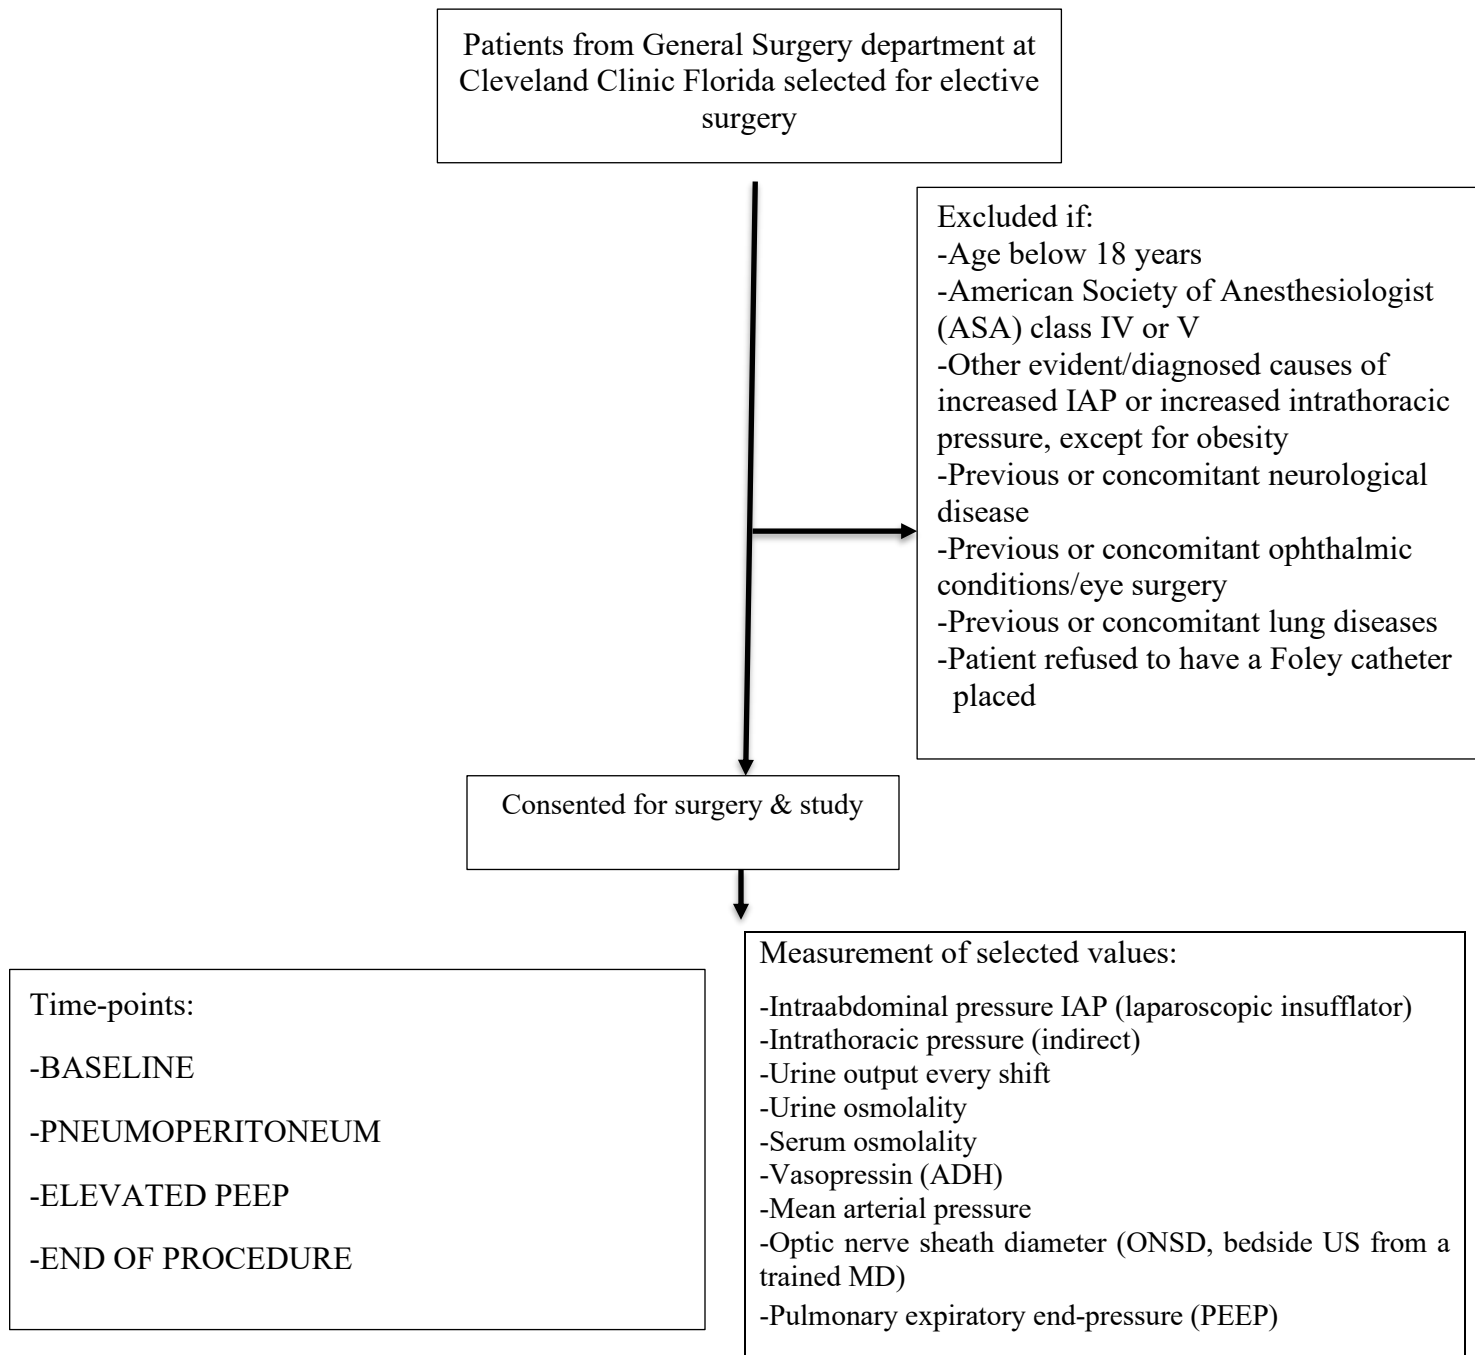 Patients from General Surgery department at
Cleveland Clinic Florida selected for elective
surgery
Excluded if:
-Age below 18 years
-American Society of Anesthesiologist
(ASA) class IV or V
-Other evident/diagnosed causes of
increased IAP or increased intrathoracic
pressure, except for obesity
-Previous or concomitant neurological
disease
-Previous or concomitant ophthalmic
conditions/eye surgery
-Previous or concomitant lung diseases
-Patient refused to have a Foley catheter
placed
Consented for surgery & study
Time-points:
-BASELINE
-PNEUMOPERITONEUM
-ELEVATED PEEP
-END OF PROCEDURE
Measurement of selected values:
-Intraabdominal pressure IAP (laparoscopic insufflator)
-Intrathoracic pressure (indirect)
-Urine output every shift
-Urine osmolality
-Serum osmolality
-Vasopressin (ADH)
-Mean arterial pressure
-Optic nerve sheath diameter (ONSD, bedside US from a
trained MD)
-Pulmonary expiratory end-pressure (PEEP)